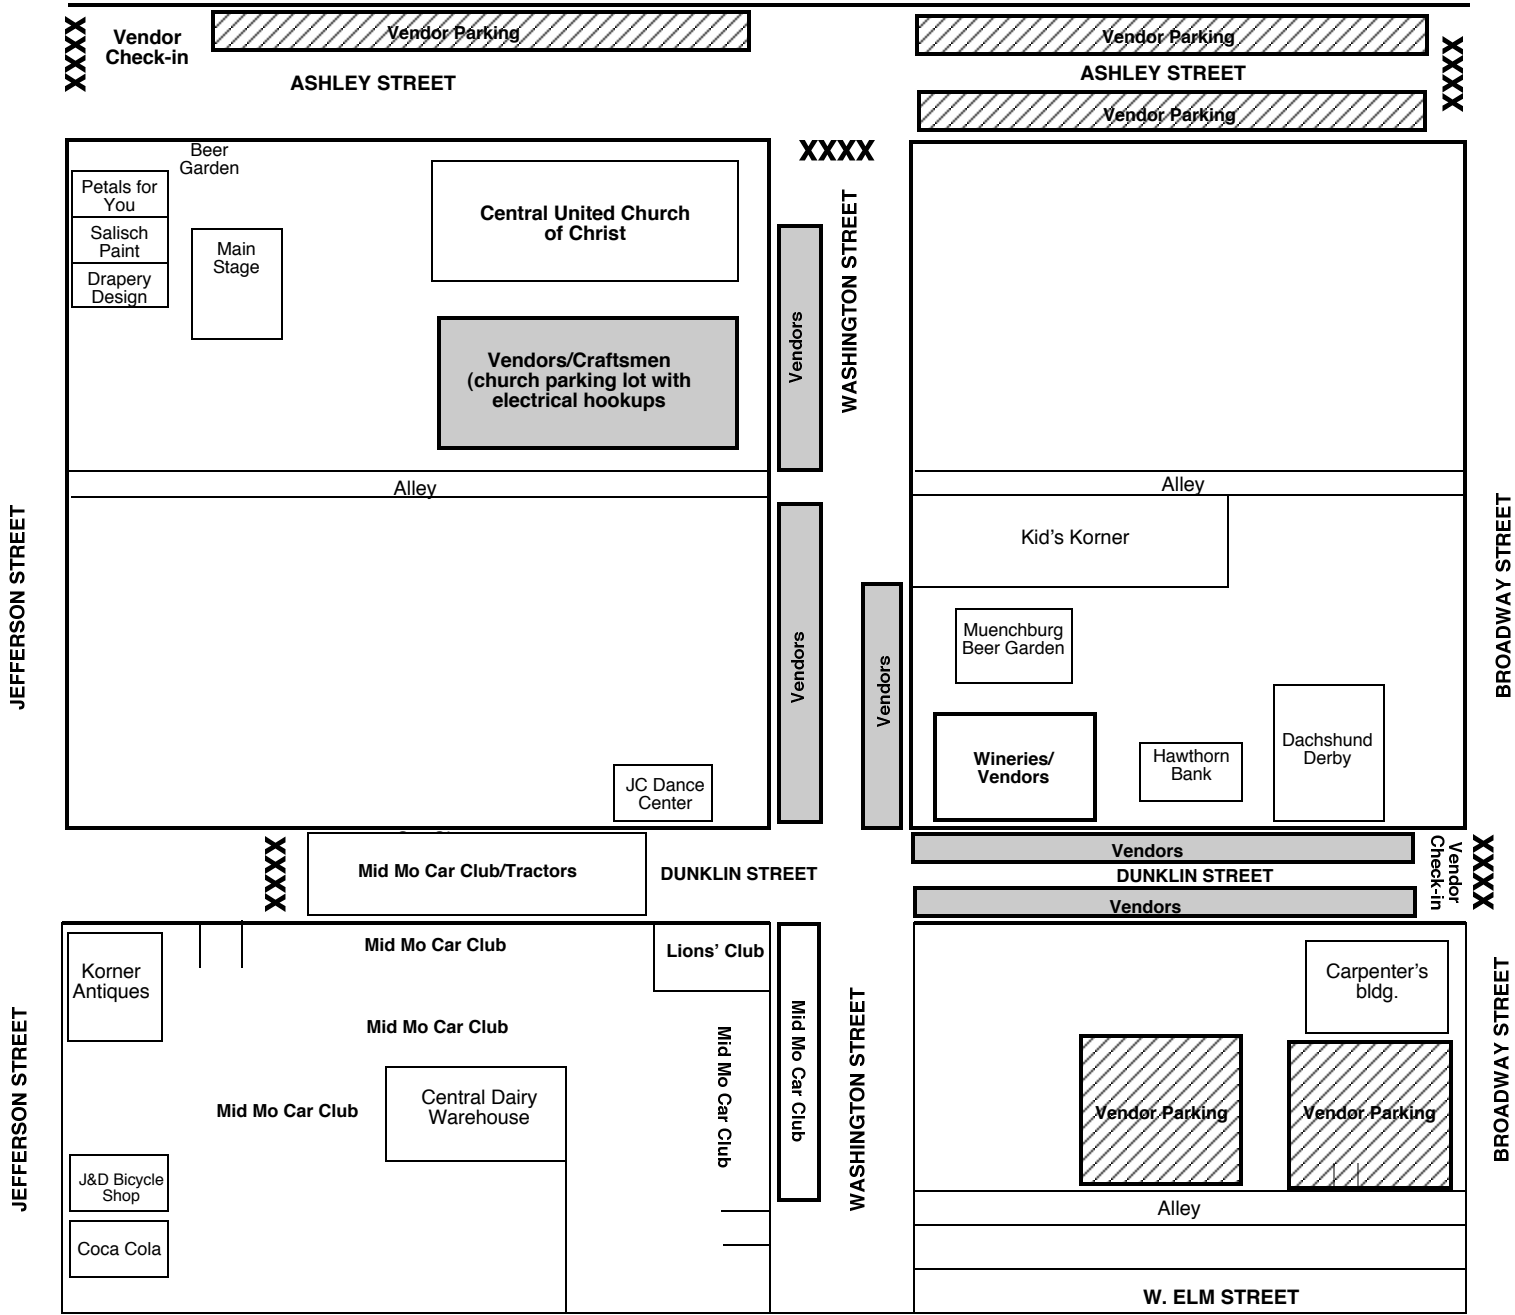 XXXX
Vendor
Check-in
Vendor Parking
ASHLEY STREET
Vendor Parking
ASHLEY STREET
Vendor Parking
XXXX
Beer
Garden
Petals for
You
Salisch
Paint
Drapery
Design
Main
Stage
Central United Church
of Christ
Vendors/Craftsmen
(church parking lot with
electrical hookups
XXXX
WASHINGTON STREET
Vendors
Alley
Alley
JEFFERSON STREET
Vendors
Vendors
Kid's Korner
Muenchburg
Beer Garden
Wineries/
Vendors
Hawthorn
Bank
Dachshund
Derby
BROADWAY STREET
JC Dance
Center
XXXX
Mid Mo Car Club/Tractors
DUNKLIN STREET
Vendors
DUNKLIN STREET
Vendors
Vendor
Check-in
XXXX
Korner
Antiques
Mid Mo Car Club
Lions' Club
Mid Mo Car Club
Mid Mo Car Club
Central Dairy
Warehouse
Mid Mo Car Club
Mid Mo Car Club
WASHINGTON STREET
JEFFERSON STREET
J&D Bicycle
Shop
Coca Cola
Carpenter's
bldg.
Vendor Parking
Vendor Parking
BROADWAY STREET
Alley
W. ELM STREET